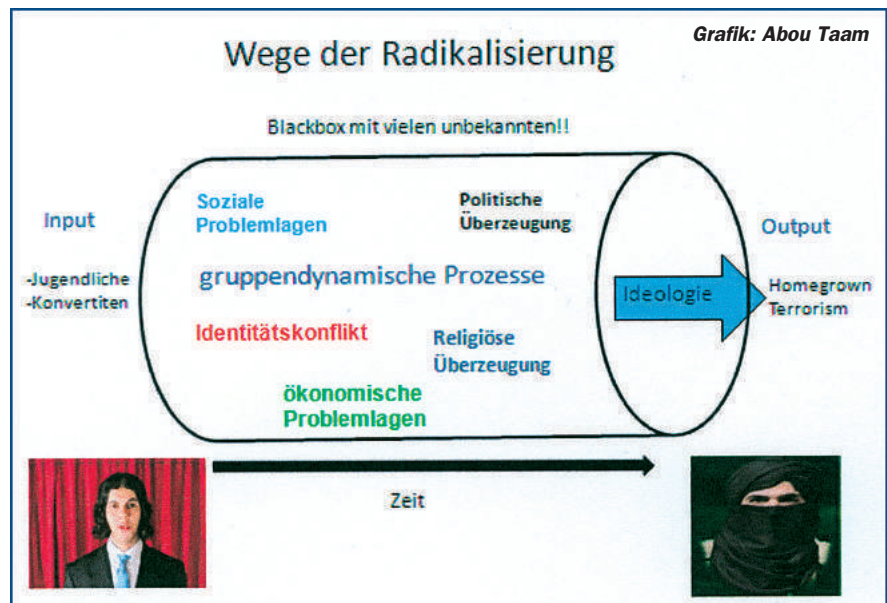 Grafik: Abou Taam
Wege der Radikalisierung
Blackbox mit vielen unbekannten!!
Input
-Jugendliche
-Konvertiten
Soziale
Problemlagen
Politische
Überzeugung
gruppendynamische Prozesse
Identitätskonflikt
Religiöse
Überzeugung
ökonomische
Problemlagen
Ideologie
Output
Homegrown
Terrorism
Zeit